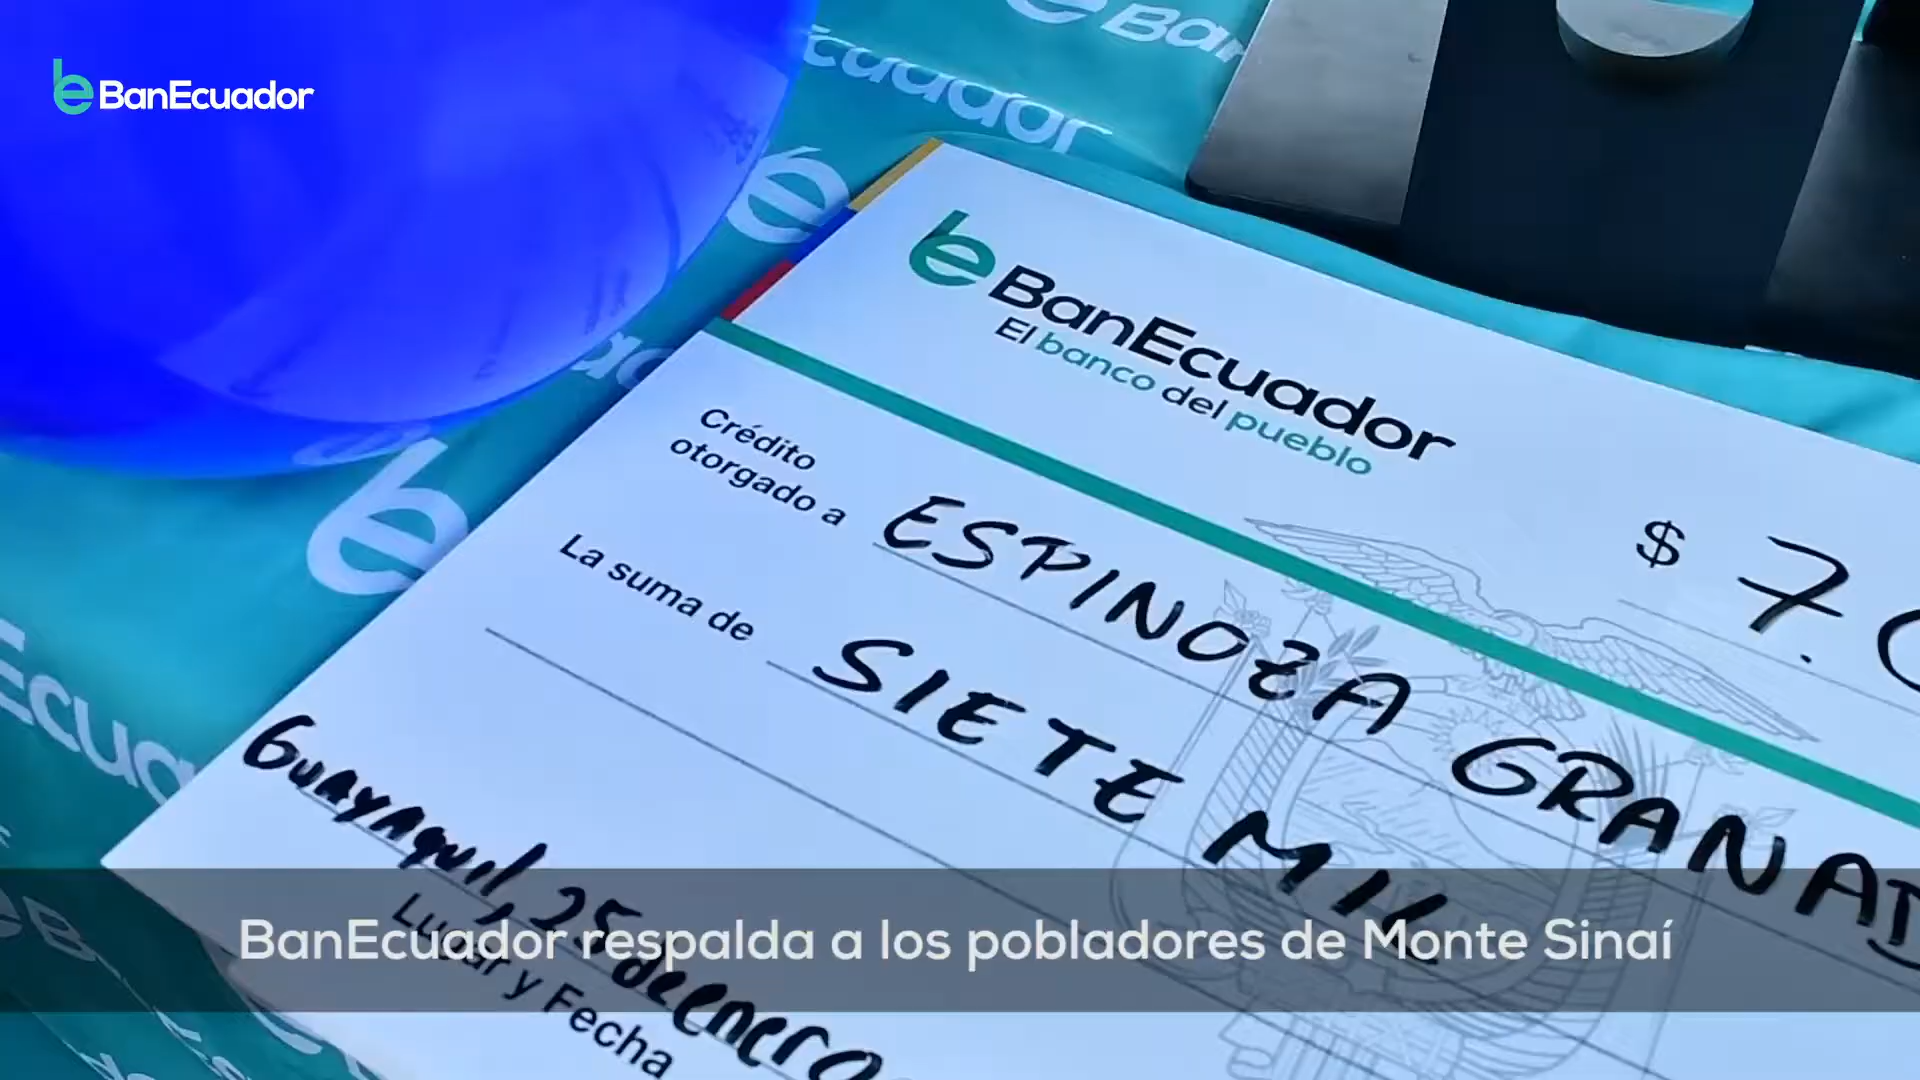 BanEcuador
BanEcuador
El banco del pueblo
Crédito
otorgado a ESPINOZA
$ 7.
La suma de SIETE MIL
Guayaquil, 25 de enero
Lugar y Fecha
BanEcuador respalda a los pobladores de Monte Sinaí